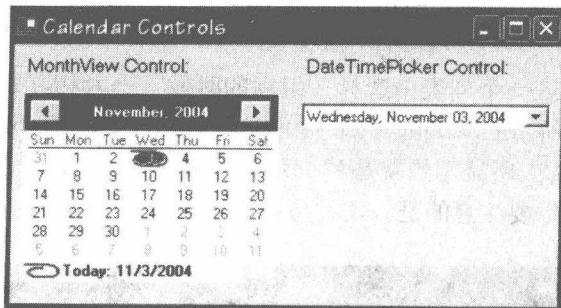 Calendar Controls
MonthView Control:
DateTimePicker Control:
November, 2004
Wednesday, November 03, 2004
Sun Mon Tue Wed Thu Fri Sat
31 1 2 3 4 5 6
7 8 9 10 11 12 13
14 15 16 17 18 19 20
21 22 23 24 25 26 27
28 29 30 1 2 3 4
5 6 7 8 9 10 11
Today: 11/3/2004